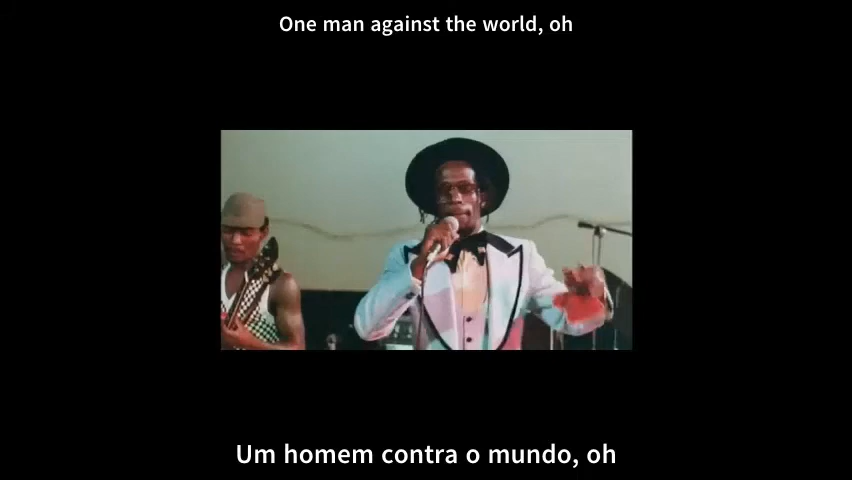 One man against the world, oh
Um homem contra o mundo, oh